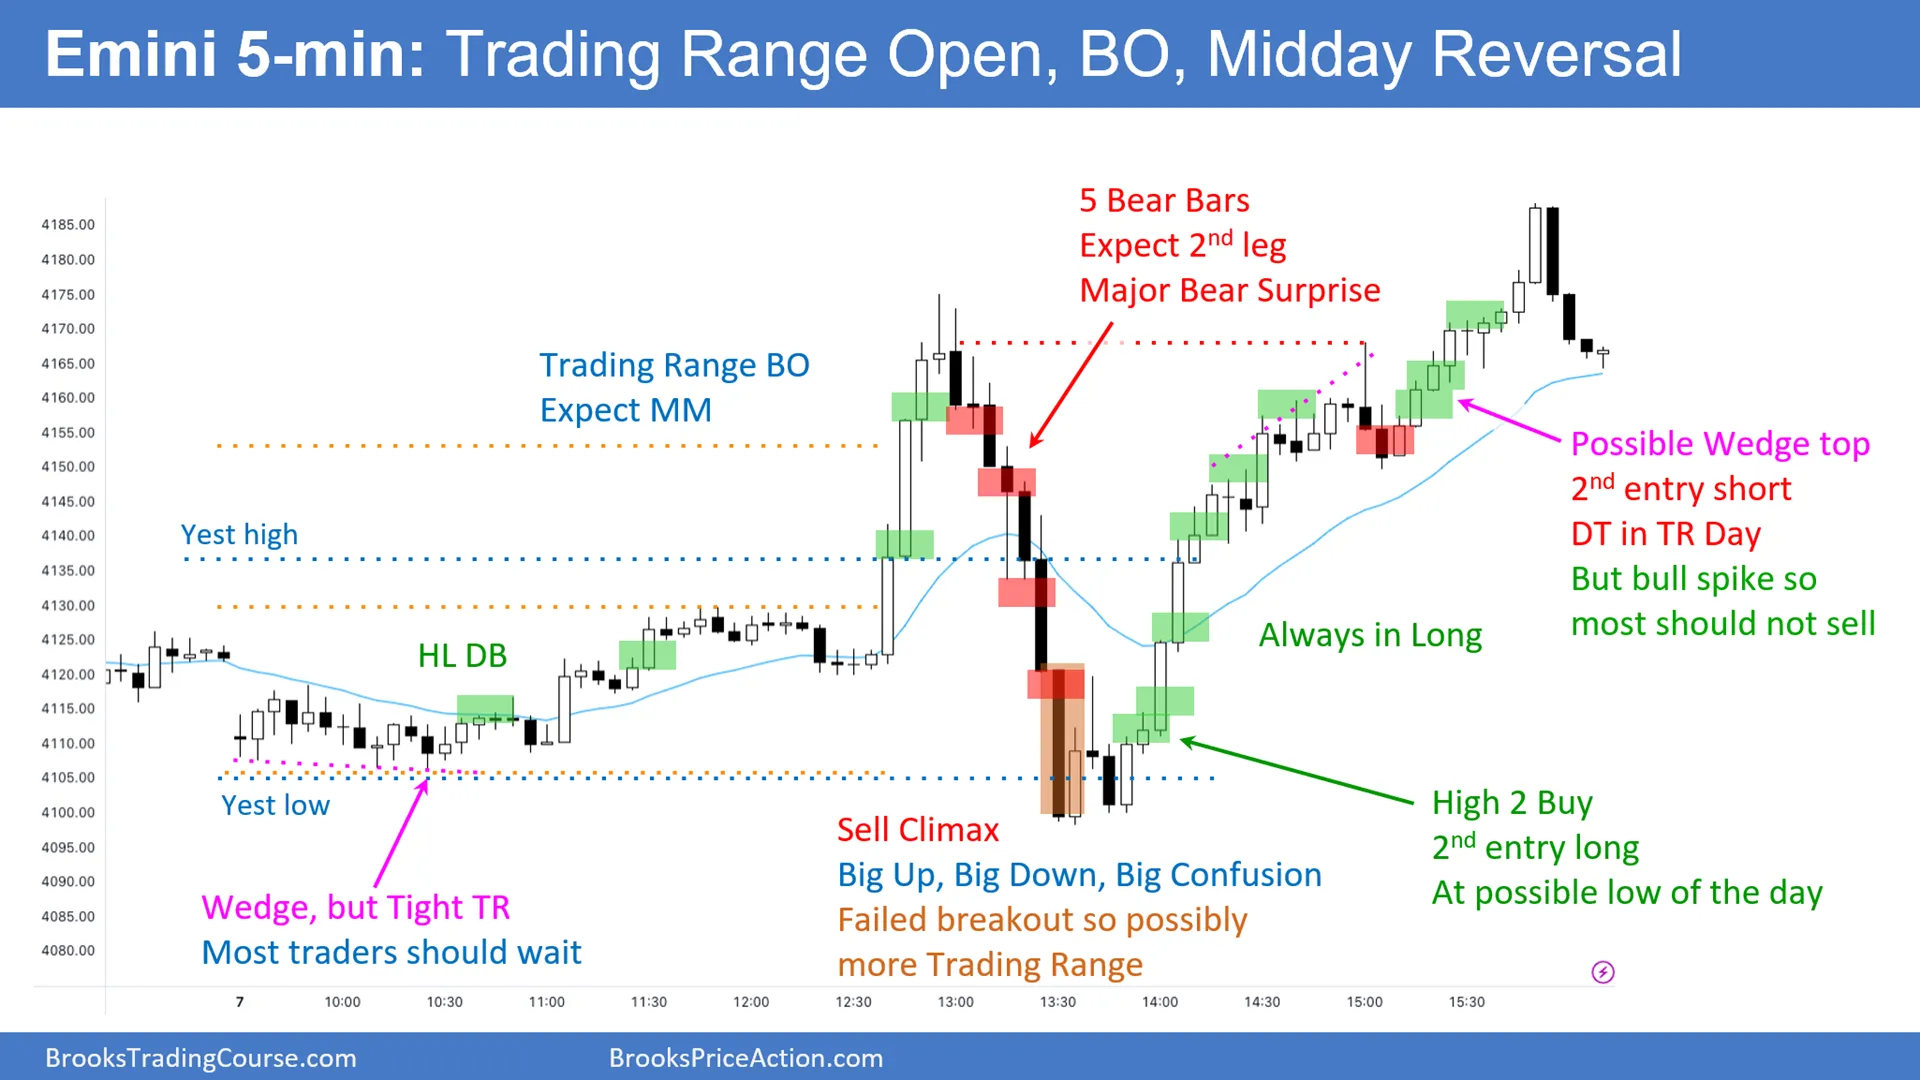 Emini 5-min: Trading Range Open, BO, Midday Reversal
5 Bear Bars
Expect 2nd leg
Major Bear Surprise
Trading Range BO
Expect MM
Yest high
HL DB
Yest low
Wedge, but Tight TR
Most traders should wait
Sell Climax
Big Up, Big Down, Big Confusion
Failed breakout so possibly
more Trading Range
Always in Long
Possible Wedge top
2nd entry short
DT in TR Day
But bull spike so
most should not sell
High 2 Buy
2nd entry long
At possible low of the day
4185.00
4180.00
4175.00
4170.00
4165.00
4160.00
4155.00
4150.00
4145.00
4140.00
4135.00
4130.00
4125.00
4120.00
4115.00
4110.00
4105.00
4100.00
4095.00
4090.00
4085.00
4080.00
7 10:00 10:30 11:00 11:30 12:00 12:30 13:00 13:30 14:00 14:30 15:00 15:30
BrooksTradingCourse.com
BrooksPriceAction.com